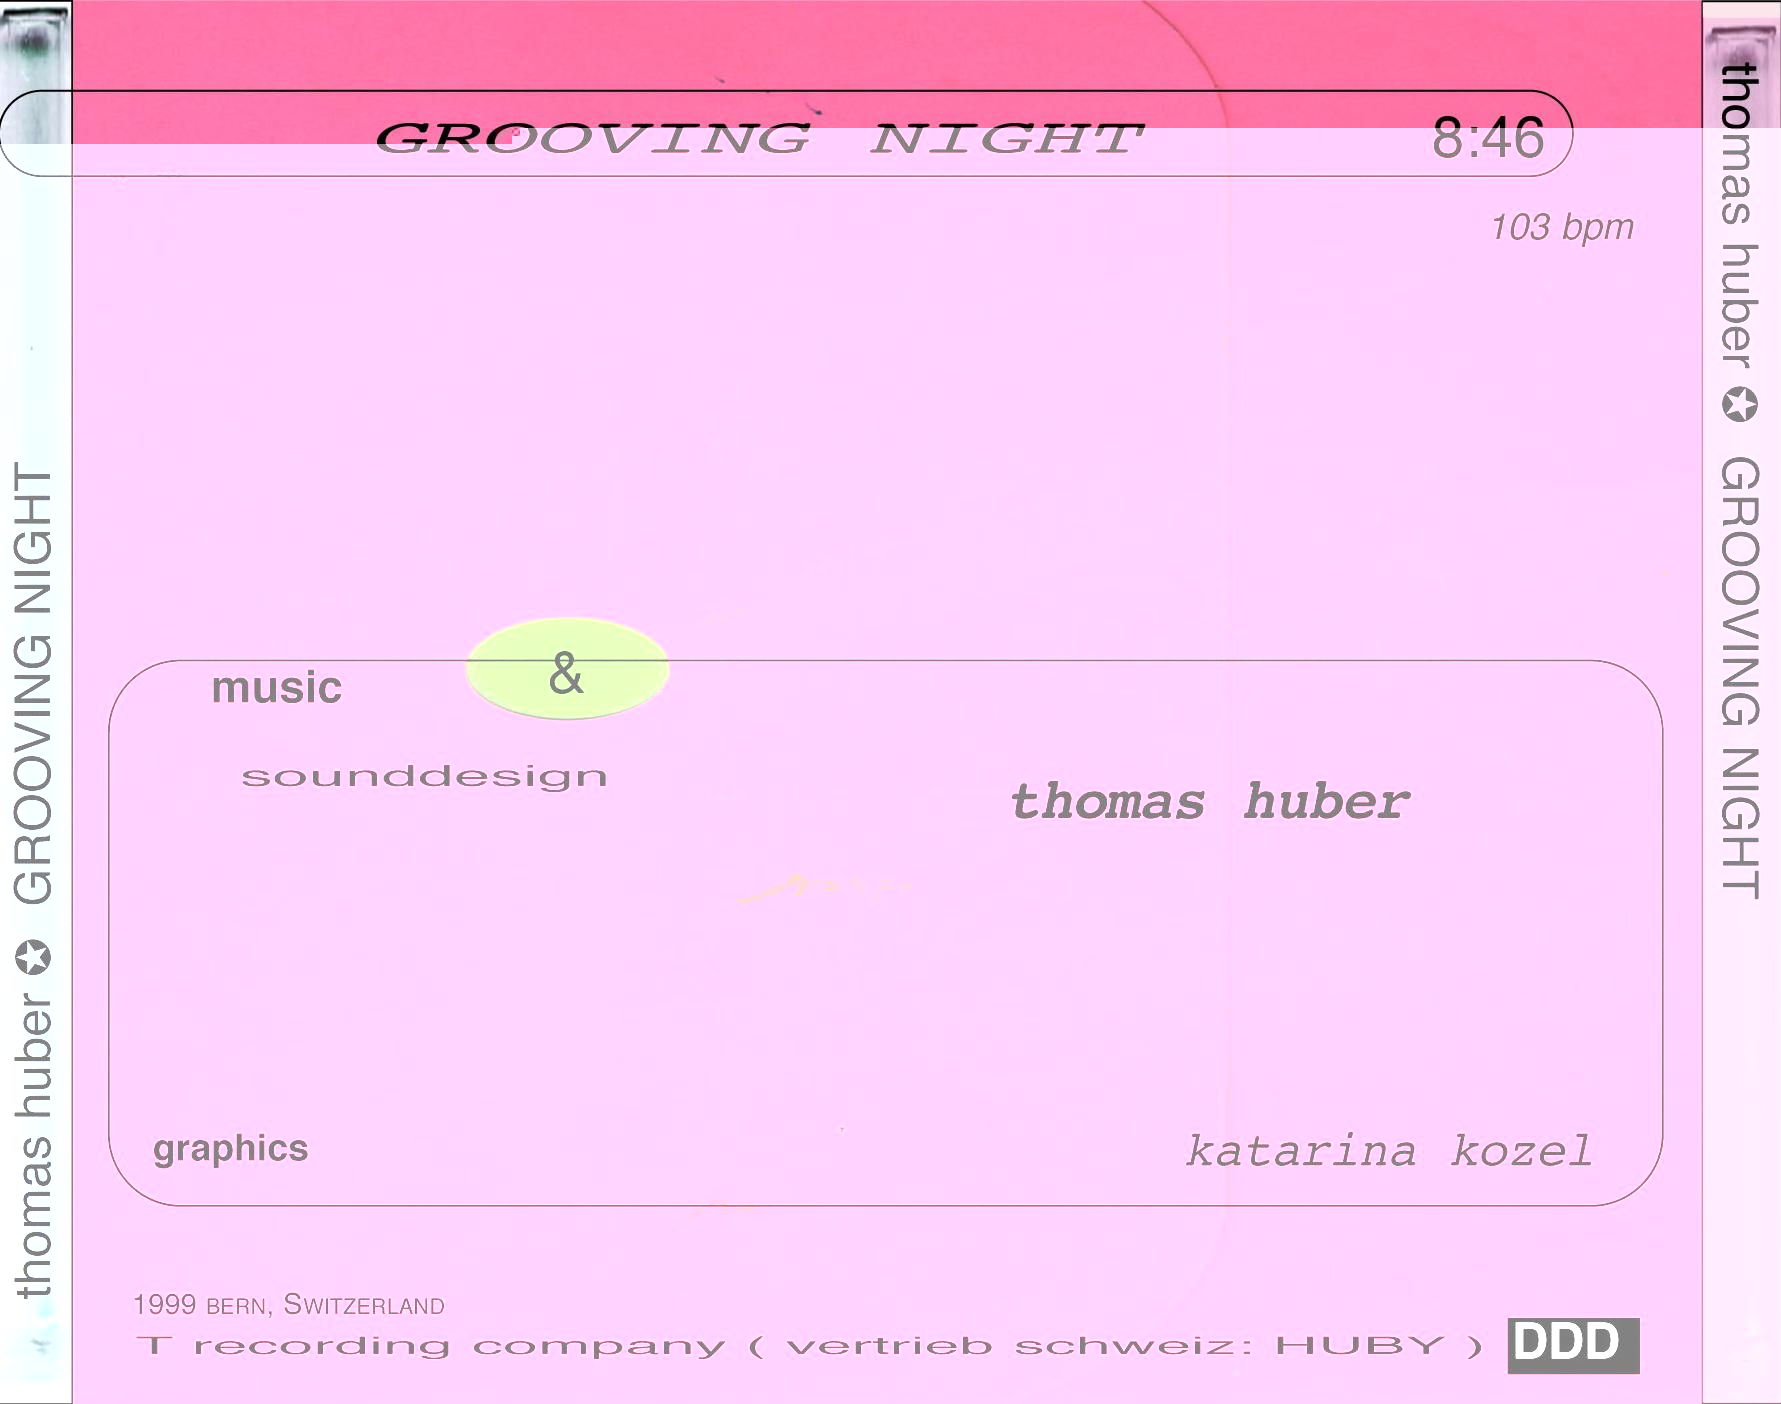 GROOVING NIGHT 8:46
103 bpm
music &
sounddesign
thomas huber
graphics katarina kozel
1999 BERN, SWITZERLAND
T recording company ( vertrieb schweiz: HUBY ) DDD
thomas huber ✪ GROOVING NIGHT
thomas huber ✪ GROOVING NIGHT